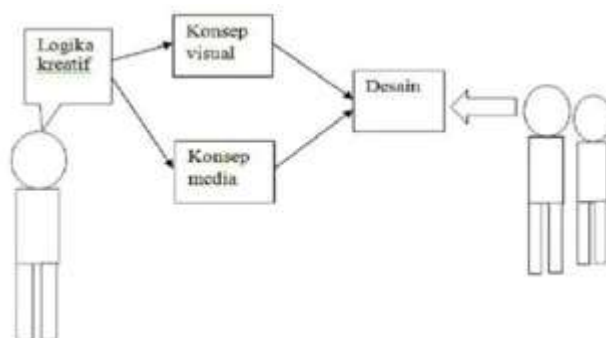 Logika
kreatif
Konsep
visual
Desain
Konsep
media